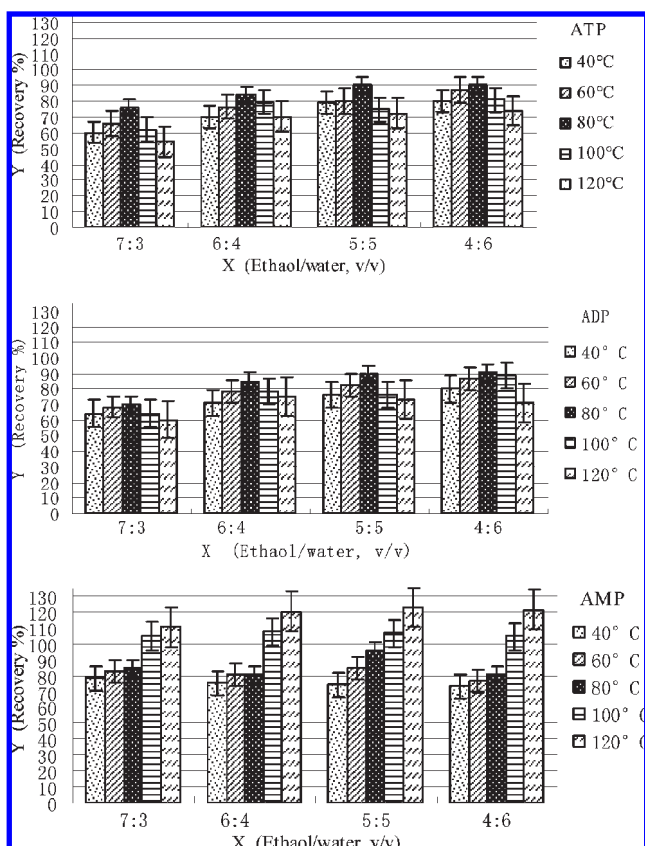 ATP
130
120
110
100
90
80
70
60
50
40
30
20
10
0
Y (Recovery %)
40℃
60℃
80℃
100℃
120℃
7:3 6:4 5:5 4:6
X (Ethaol/water, v/v)
ADP
130
120
110
100
90
80
70
60
50
40
30
20
10
0
Y (Recovery %)
40° C
60° C
80° C
100° C
120° C
7:3 6:4 5:5 4:6
X (Ethaol/water, v/v)
AMP
130
120
110
100
90
80
70
60
50
40
30
20
10
0
Y (Recovery %)
40° C
60° C
80° C
100° C
120° C
7:3 6:4 5:5 4:6
X (Ethaol/water, v/v)